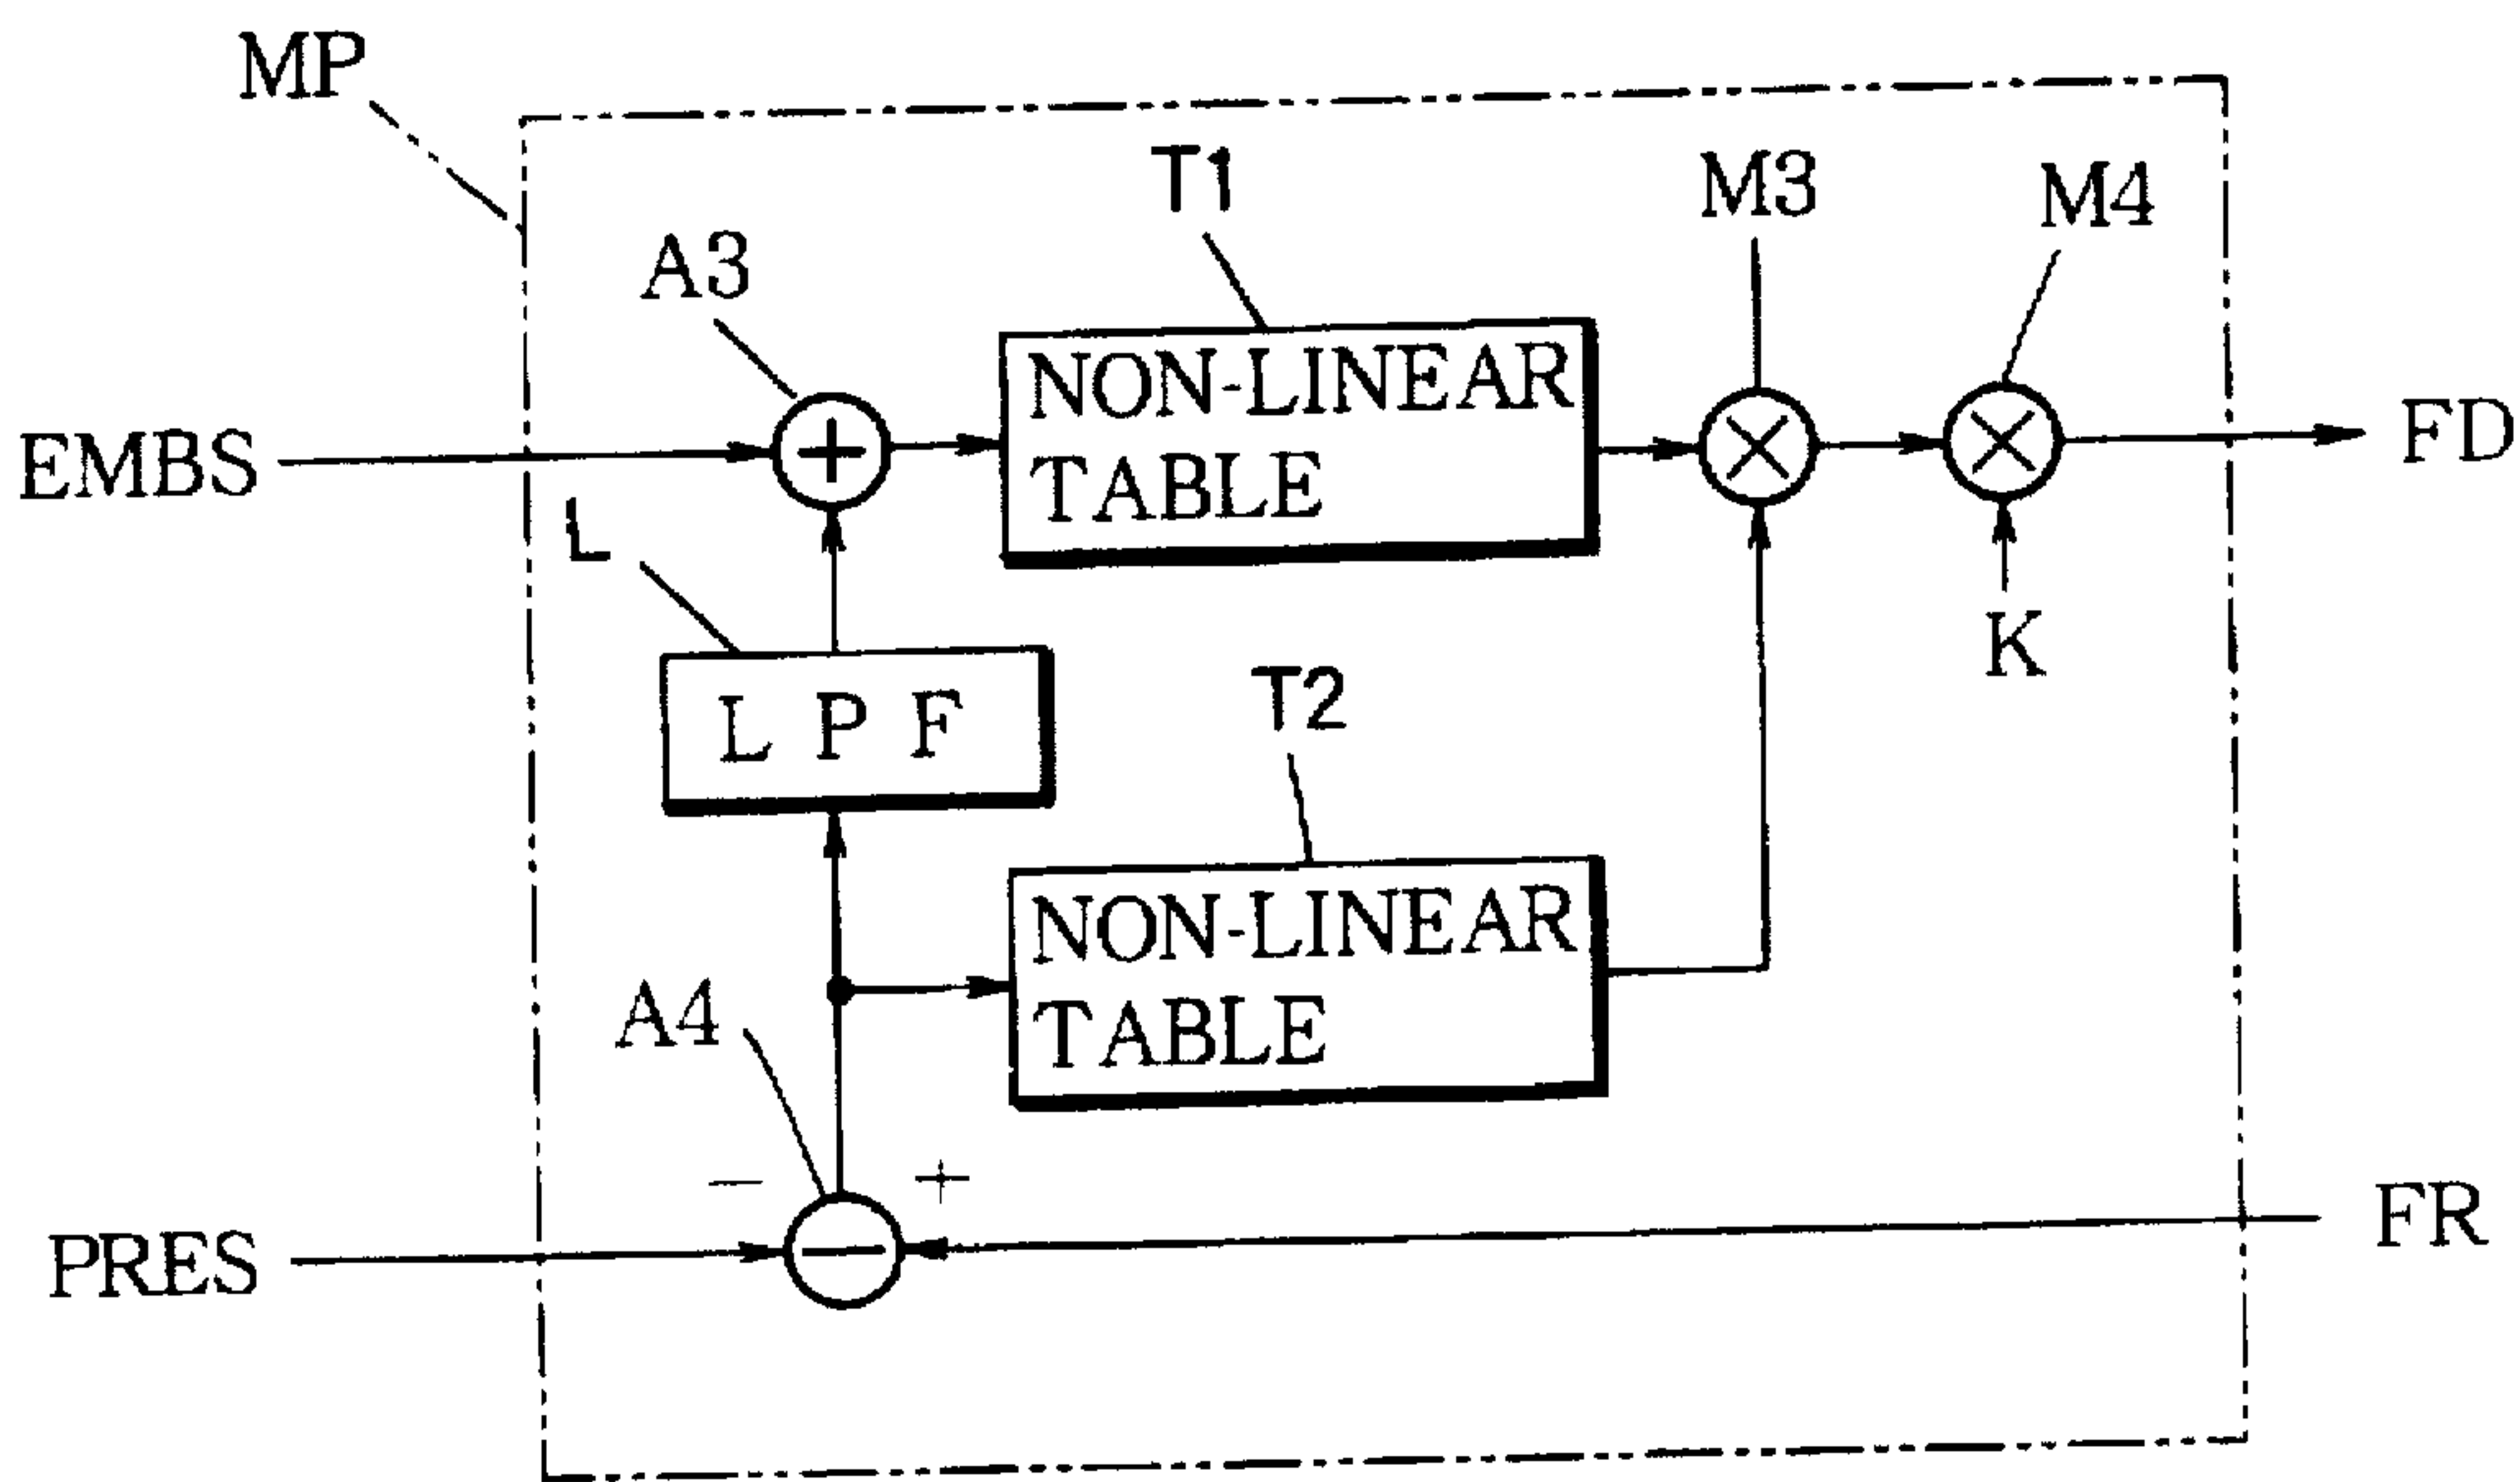 MP
T1
M3
M4
A3
NON-LINEAR
TABLE
EMBS
FD
L
K
L P F
T2
NON-LINEAR
TABLE
A4
− +
PRES
FR